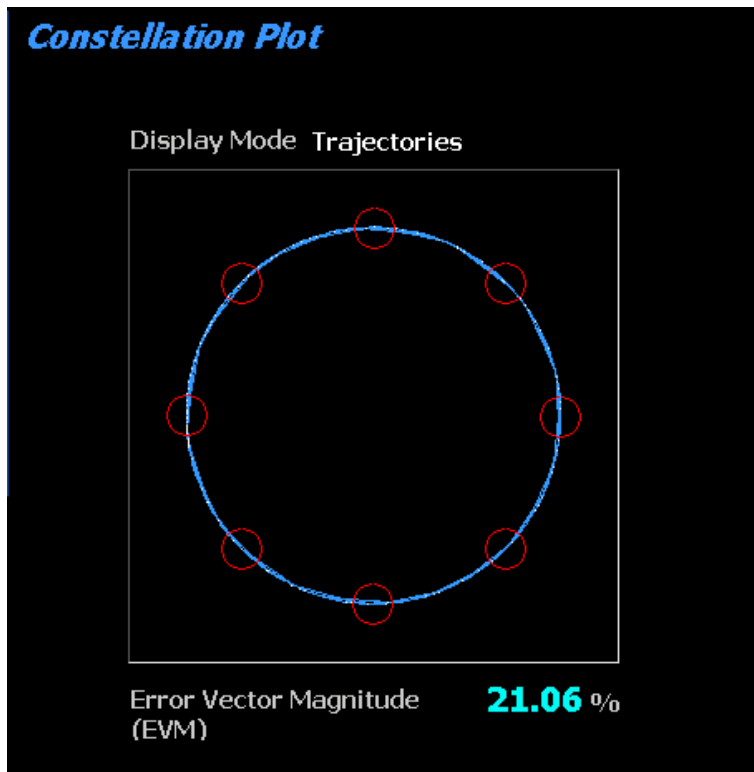 Constellation Plot
Display Mode Trajectories
Error Vector Magnitude 21.06 %
(EVM)